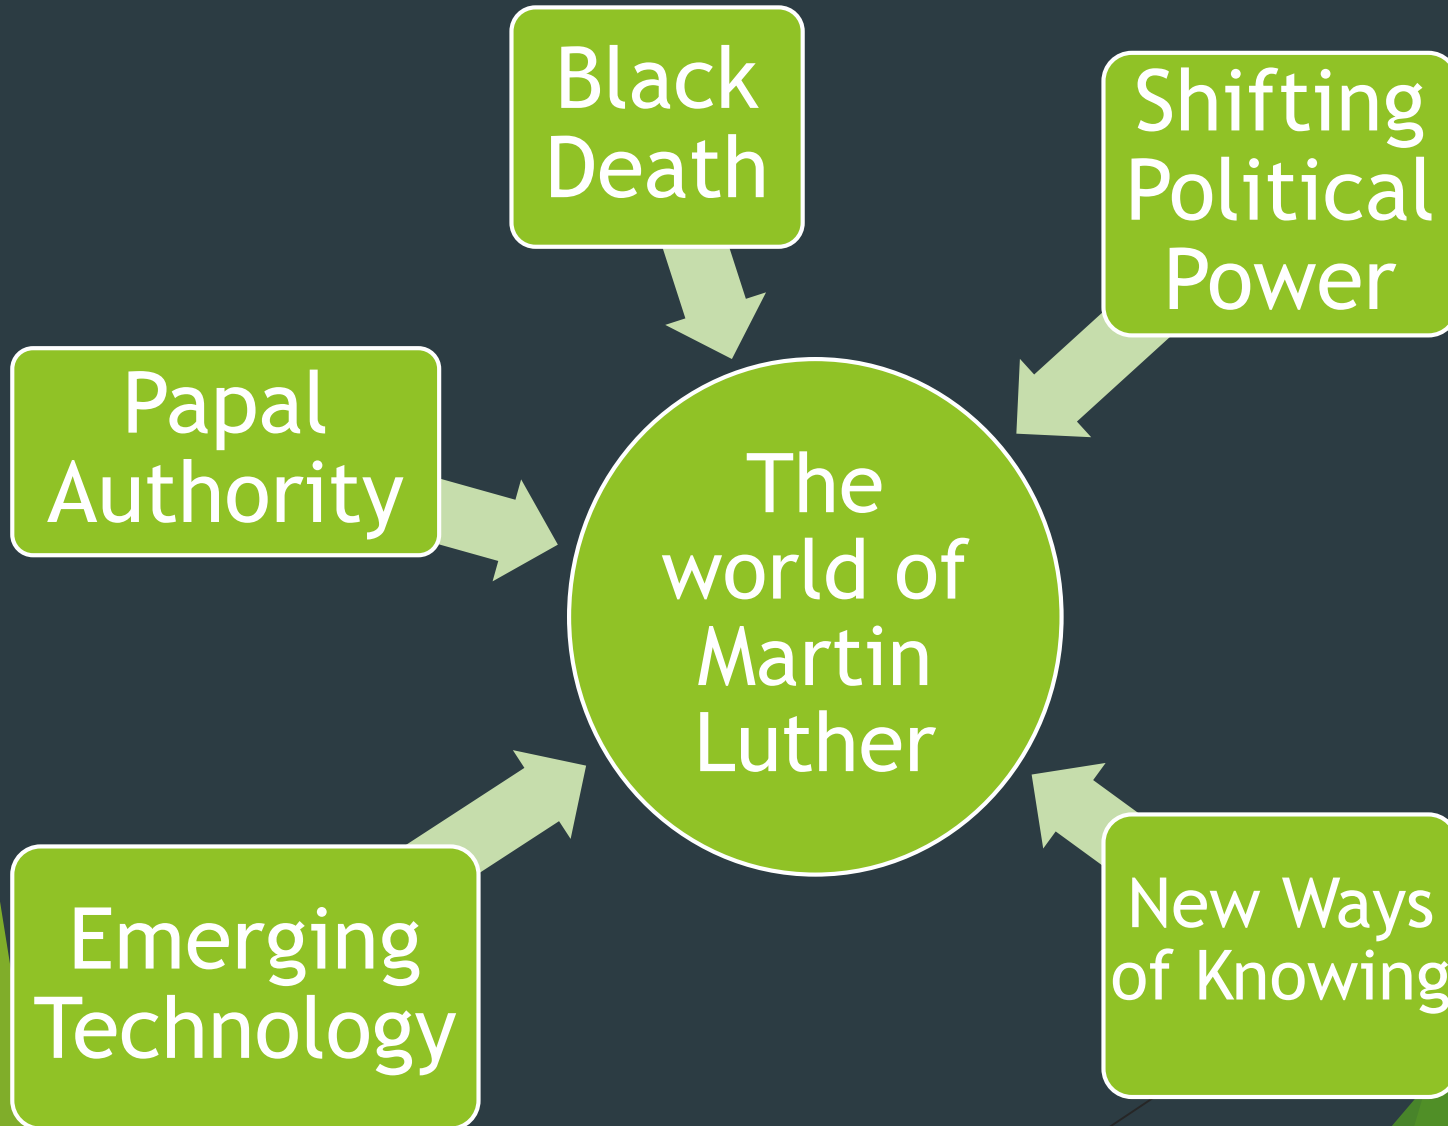 Black
Death
Shifting
Political
Power
Papal
Authority
The
world of
Martin
Luther
Emerging
Technology
New Ways
of Knowing